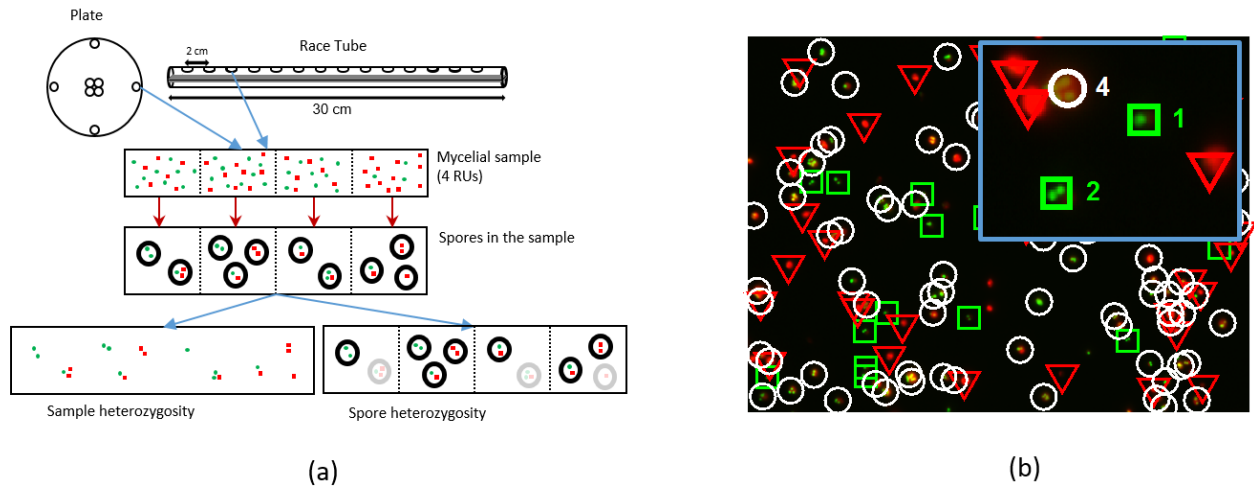 Plate
2 cm
Race Tube
30 cm
Mycelial sample
(4 RUs)
Spores in the sample
Sample heterozygosity
Spore heterozygosity
(a)
4
1
2
(b)